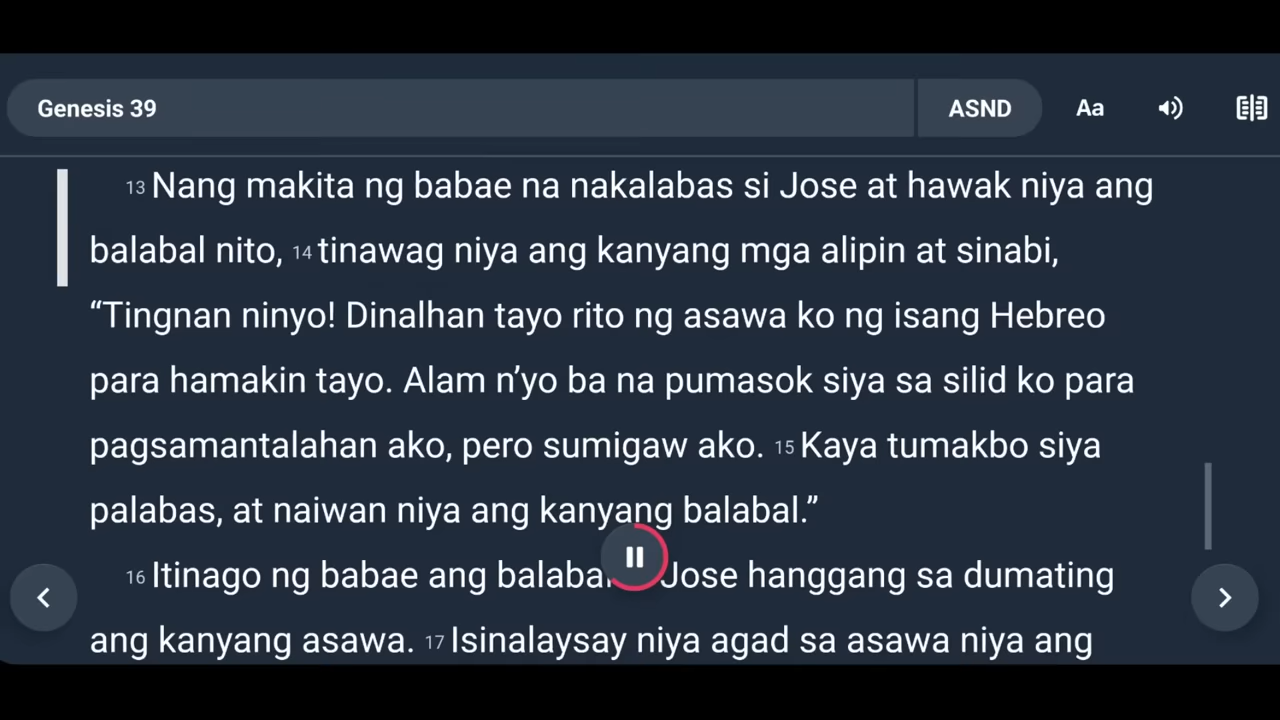 Genesis 39 ASND Aa
13 Nang makita ng babae na nakalabas si Jose at hawak niya ang
balabal nito, 14 tinawag niya ang kanyang mga alipin at sinabi,
“Tingnan ninyo! Dinalhan tayo rito ng asawa ko ng isang Hebreo
para hamakin tayo. Alam n’yo ba na pumasok siya sa silid ko para
pagsamantalahan ako, pero sumigaw ako. 15 Kaya tumakbo siya
palabas, at naiwan niya ang kanyang balabal.”
16 Itinago ng babae ang Jose hanggang sa dumating
ang kanyang asawa. 17 Isinalaysay niya agad sa asawa niya ang